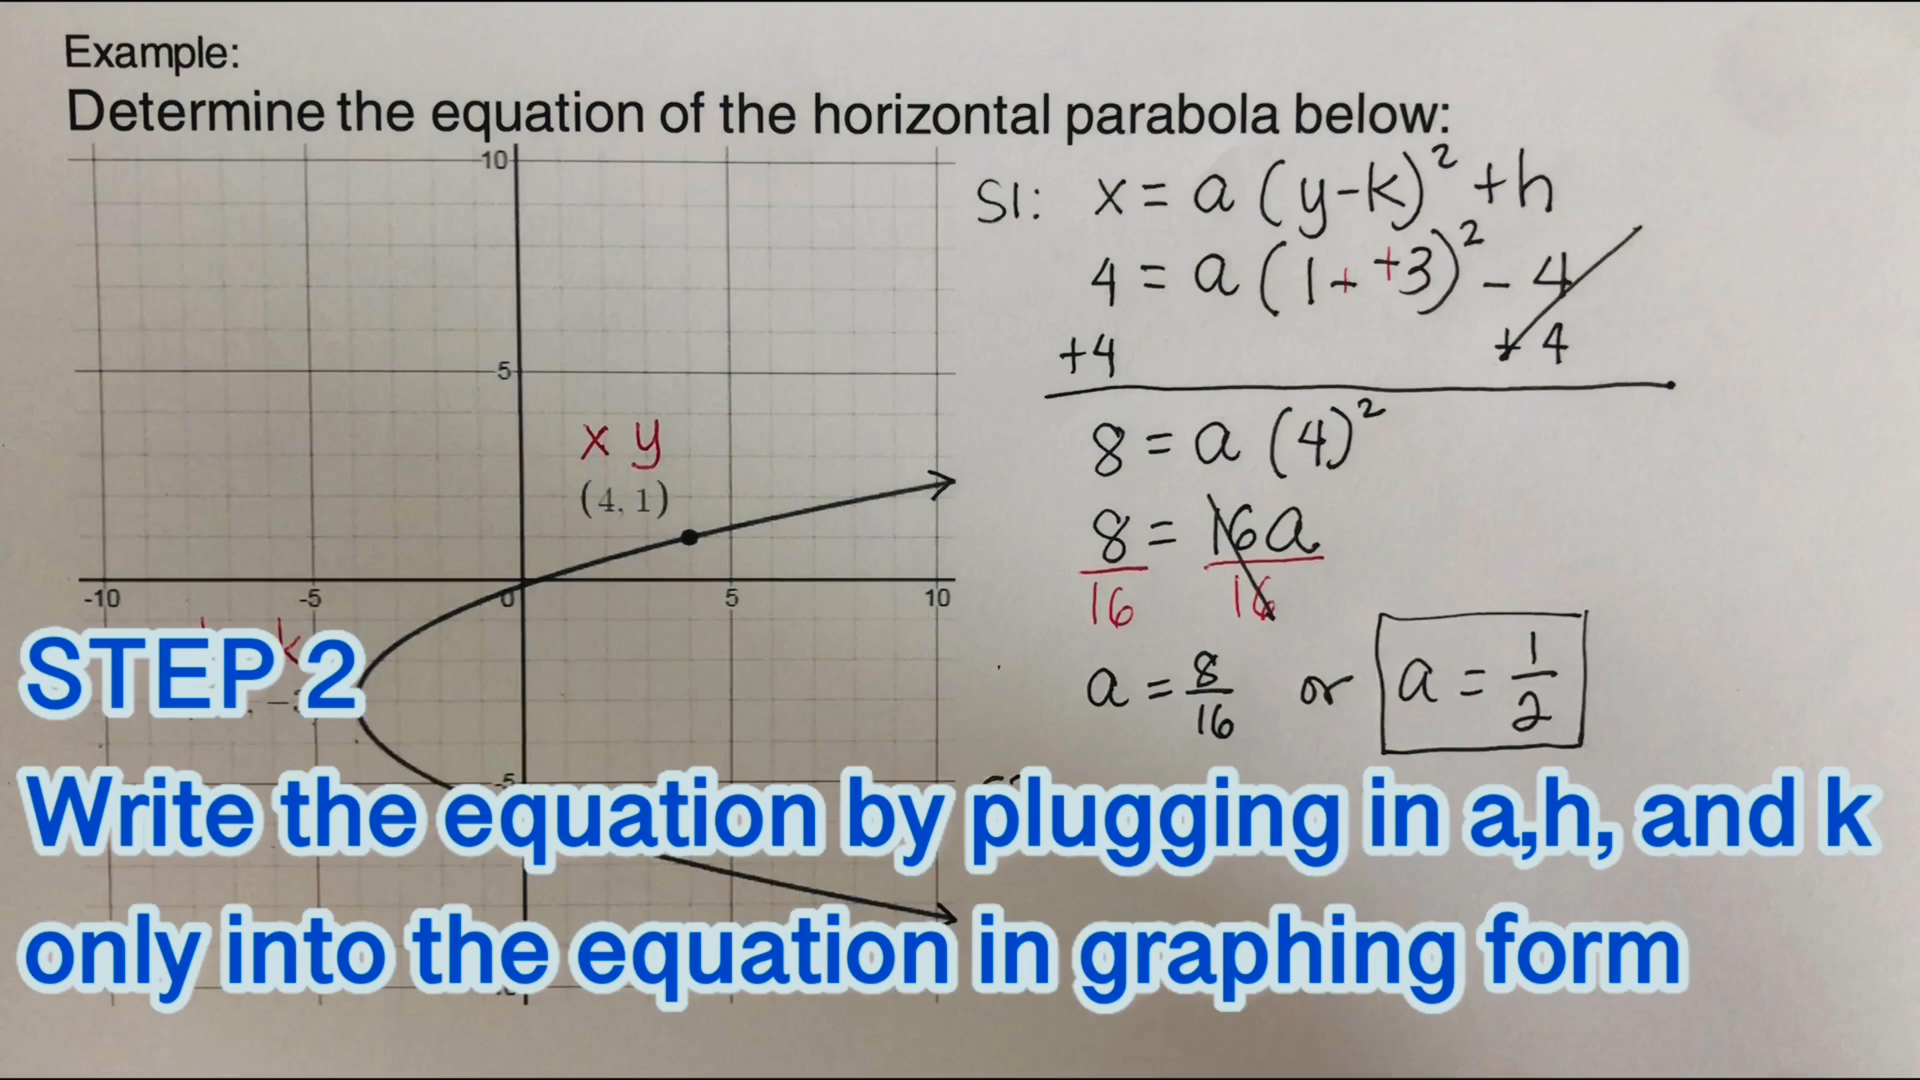 Example:
Determine the equation of the horizontal parabola below:
10
5
-10
-5
0
5
10
-5
x y
(4, 1)
k
S1: x = a (y-k)² + h
4 = a (1 + +3)² - 4
+4 + 4
8 = a (4)²
8 = 16a
16 16
a = 8/16 or a = 1/2
STEP 2
Write the equation by plugging in a,h, and k
only into the equation in graphing form